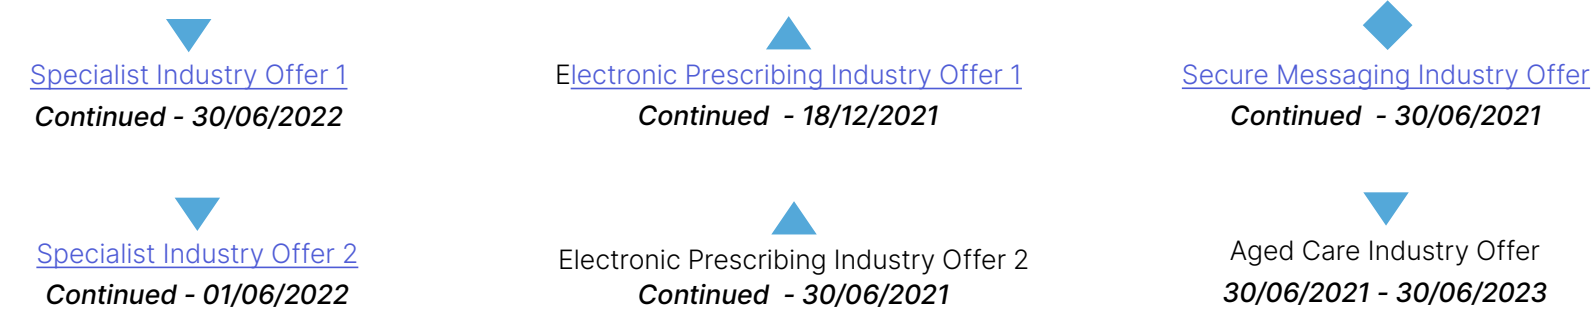 Specialist Industry Offer 1
Continued - 30/06/2022
Electronic Prescribing Industry Offer 1
Continued - 18/12/2021
Secure Messaging Industry Offer
Continued - 30/06/2021
Specialist Industry Offer 2
Continued - 01/06/2022
Electronic Prescribing Industry Offer 2
Continued - 30/06/2021
Aged Care Industry Offer
30/06/2021 - 30/06/2023